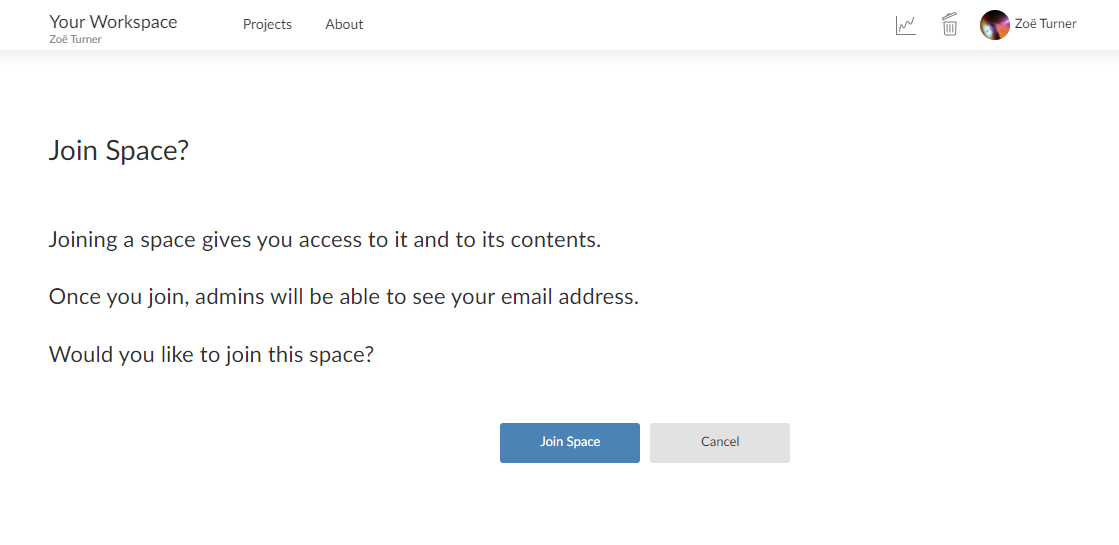 Your Workspace
Zoë Turner
Projects
About
Zoë Turner
Join Space?
Joining a space gives you access to it and to its contents.
Once you join, admins will be able to see your email address.
Would you like to join this space?
Join Space
Cancel